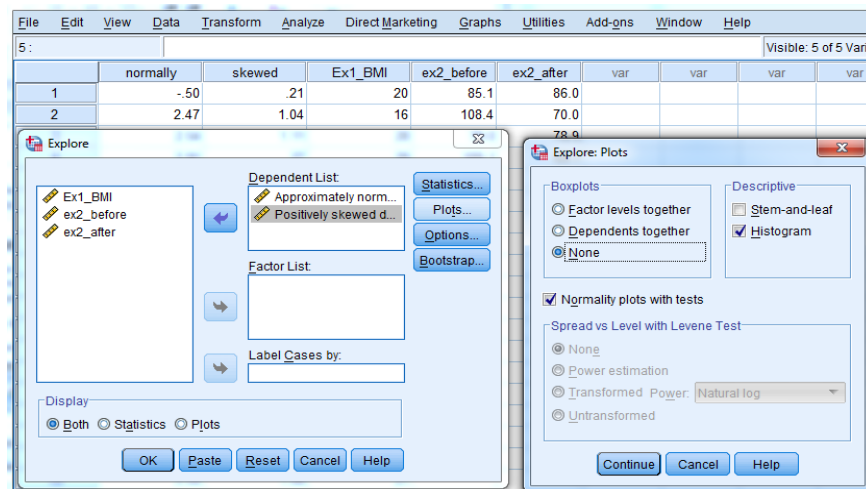 File Edit View Data Transform Analyze Direct Marketing Graphs Utilities Add-ons Window Help
5 : Visible: 5 of 5 Vari
normally skewed Ex1_BMI ex2_before ex2_after var var var var
1 -.50 .21 20 85.1 86.0
2 2.47 1.04 16 108.4 70.0
78.9
Explore
Ex1_BMI
ex2_before
ex2_after
Dependent List:
Approximately norm...
Positively skewed d...
Factor List:
Label Cases by:
Statistics...
Plots...
Options...
Bootstrap...
Display
Both Statistics Plots
OK Paste Reset Cancel Help
Explore: Plots
Boxplots
Factor levels together
Dependents together
None
Descriptive
Stem-and-leaf
Histogram
Normality plots with tests
Spread vs Level with Levene Test
None
Power estimation
Transformed Power: Natural log
Untransformed
Continue Cancel Help